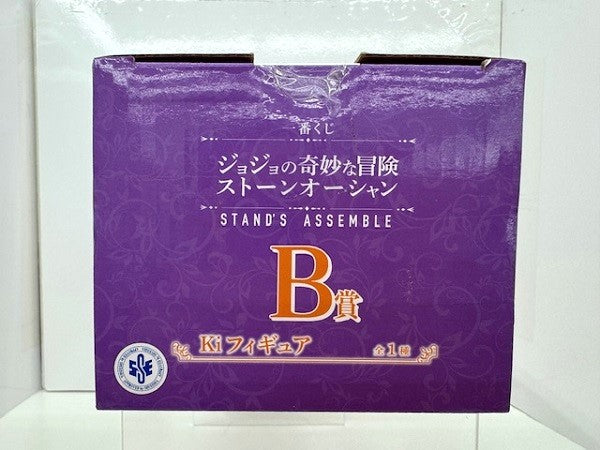 一番くじ
ジョジョの奇妙な冒険
ストーンオーシャン
STAND'S ASSEMBLE
B賞
Kiフィギュア 全1種